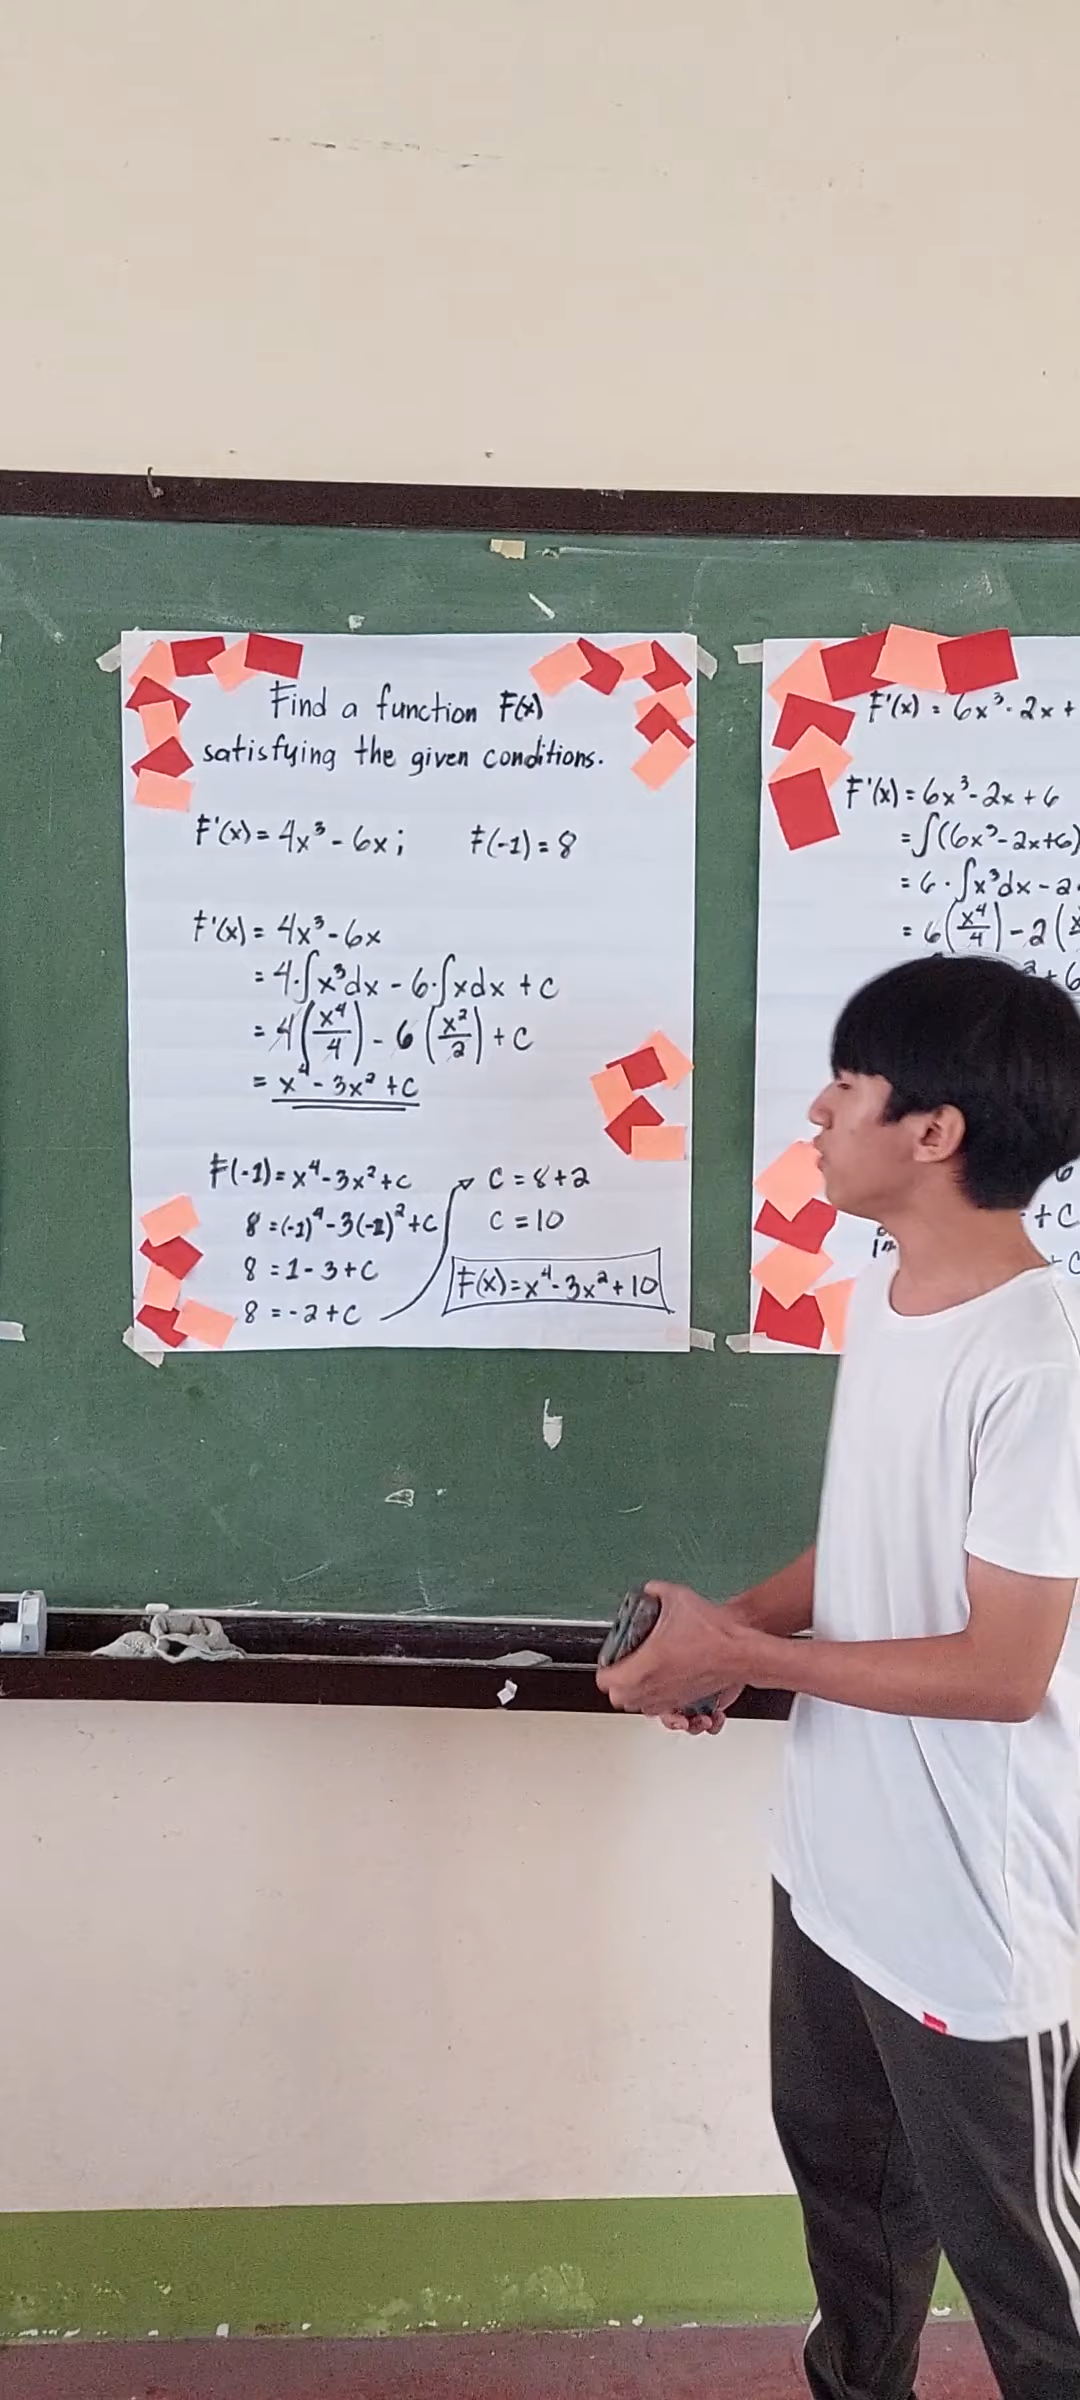 Find a function F(x)
satisfying the given conditions.
F'(x) = 4x³ - 6x ; F(-1) = 8
F'(x) = 4x³ - 6x
= 4·∫x³dx - 6·∫xdx + C
= 4(x⁴/4) - 6(x²/2) + C
= x⁴ - 3x² + C
F(-1) = x⁴ - 3x² + C
8 = (-1)⁴ - 3(-1)² + C
8 = 1 - 3 + C
8 = -2 + C
C = 8 + 2
C = 10
F(x) = x⁴ - 3x² + 10
F'(x) = 6x³ - 2x +
F'(x) = 6x³ - 2x + 6
= ∫(6x³ - 2x + 6)
= 6·∫x³dx - 2
= 6(x⁴/4) - 2(
+ 6
+ C
+ C